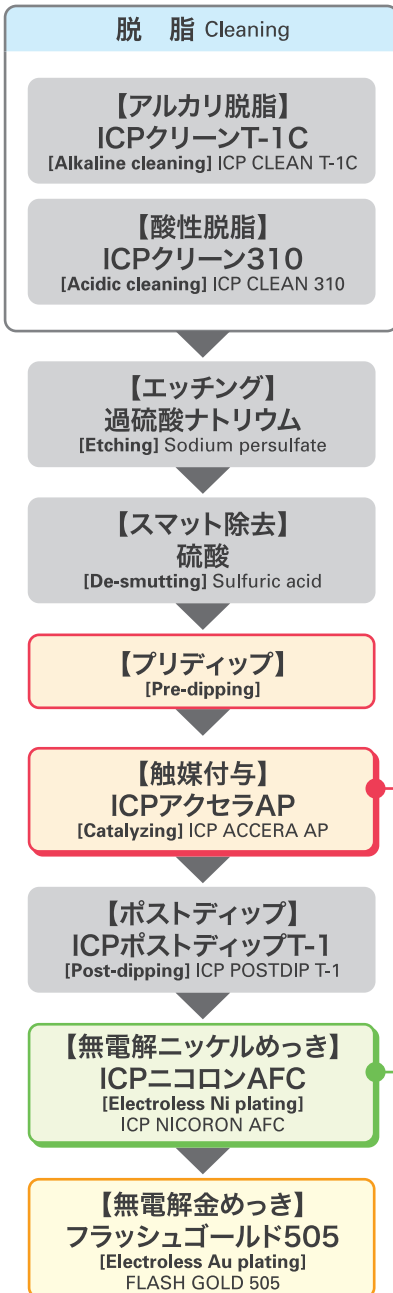 脱　脂 Cleaning
【アルカリ脱脂】
ICPクリーンT-1C
[Alkaline cleaning] ICP CLEAN T-1C
【酸性脱脂】
ICPクリーン310
[Acidic cleaning] ICP CLEAN 310
【エッチング】
過硫酸ナトリウム
[Etching] Sodium persulfate
【スマット除去】
硫酸
[De-smutting] Sulfuric acid
【プリディップ】
[Pre-dipping]
【触媒付与】
ICPアクセラAP
[Catalyzing] ICP ACCERA AP
【ポストディップ】
ICPポストディップT-1
[Post-dipping] ICP POSTDIP T-1
【無電解ニッケルめっき】
ICPニコロンAFC
[Electroless Ni plating]
ICP NICORON AFC
【無電解金めっき】
フラッシュゴールド505
[Electroless Au plating]
FLASH GOLD 505